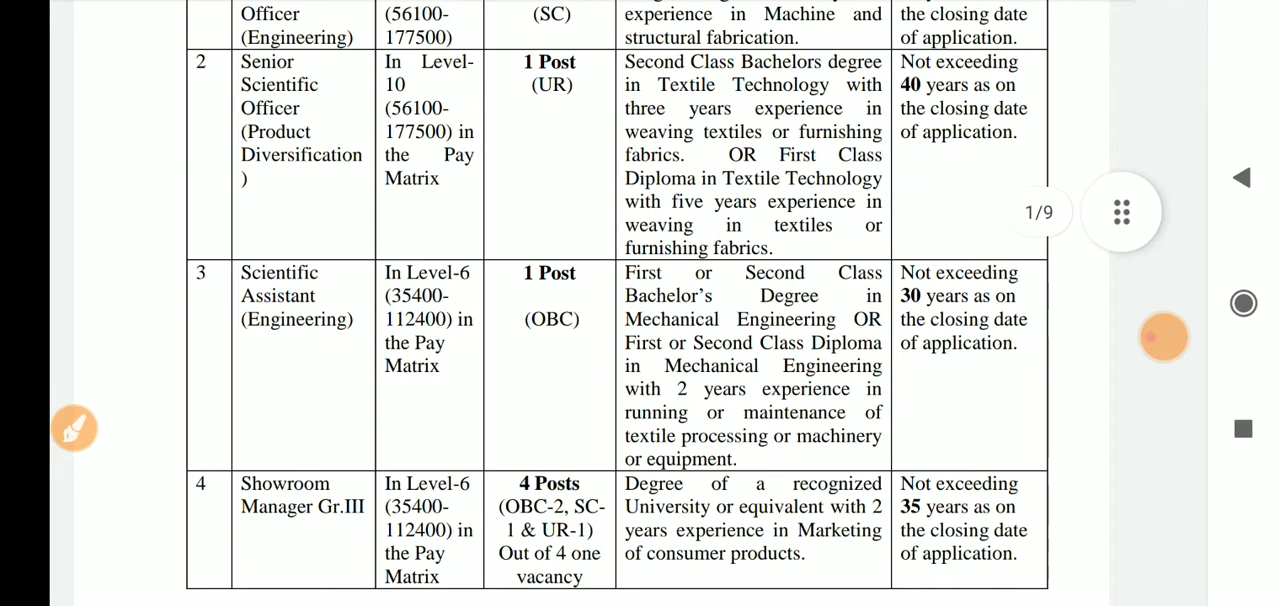 Officer
(Engineering)
(56100-
177500)
(SC)
experience in Machine and
structural fabrication.
the closing date
of application.
2
Senior
Scientific
Officer
(Product
Diversification
)
In Level-
10
(56100-
177500) in
the Pay
Matrix
1 Post
(UR)
Second Class Bachelors degree
in Textile Technology with
three years experience in
weaving textiles or furnishing
fabrics. OR First Class
Diploma in Textile Technology
with five years experience in
weaving in textiles or
furnishing fabrics.
Not exceeding
40 years as on
the closing date
of application.
3
Scientific
Assistant
(Engineering)
In Level-6
(35400-
112400) in
the Pay
Matrix
1 Post
(OBC)
First or Second Class
Bachelor’s Degree in
Mechanical Engineering OR
First or Second Class Diploma
in Mechanical Engineering
with 2 years experience in
running or maintenance of
textile processing or machinery
or equipment.
Not exceeding
30 years as on
the closing date
of application.
4
Showroom
Manager Gr.III
In Level-6
(35400-
112400) in
the Pay
Matrix
4 Posts
(OBC-2, SC-
1 & UR-1)
Out of 4 one
vacancy
Degree of a recognized
University or equivalent with 2
years experience in Marketing
of consumer products.
Not exceeding
35 years as on
the closing date
of application.
1/9